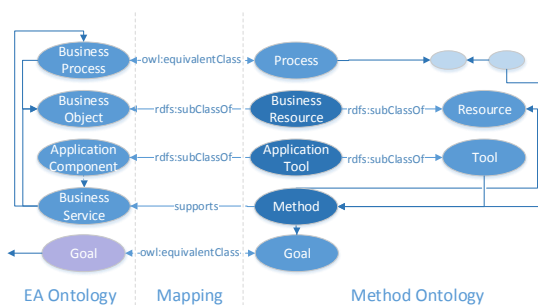 Business
Process
owl:equivalentClass
Process
Business
Object
rdfs:subClassOf
Business
Resource
rdfs:subClassOf
Resource
Application
Component
rdfs:subClassOf
Application
Tool
rdfs:subClassOf
Tool
Business
Service
supports
Method
Goal
owl:equivalentClass
Goal
EA Ontology
Mapping
Method Ontology